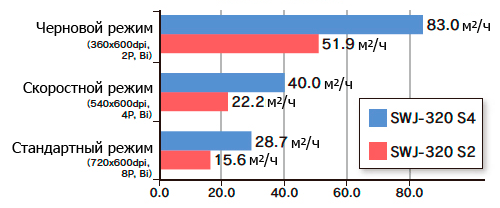 Черновой режим
(360x600dpi,
2P, Bi)
83.0 м²/ч
51.9 м²/ч
Скоростной режим
(540x600dpi,
4P, Bi)
40.0 м²/ч
22.2 м²/ч
Стандартный режим
(720x600dpi,
8P, Bi)
28.7 м²/ч
15.6 м²/ч
SWJ-320 S4
SWJ-320 S2
0.0 20.0 40.0 60.0 80.0